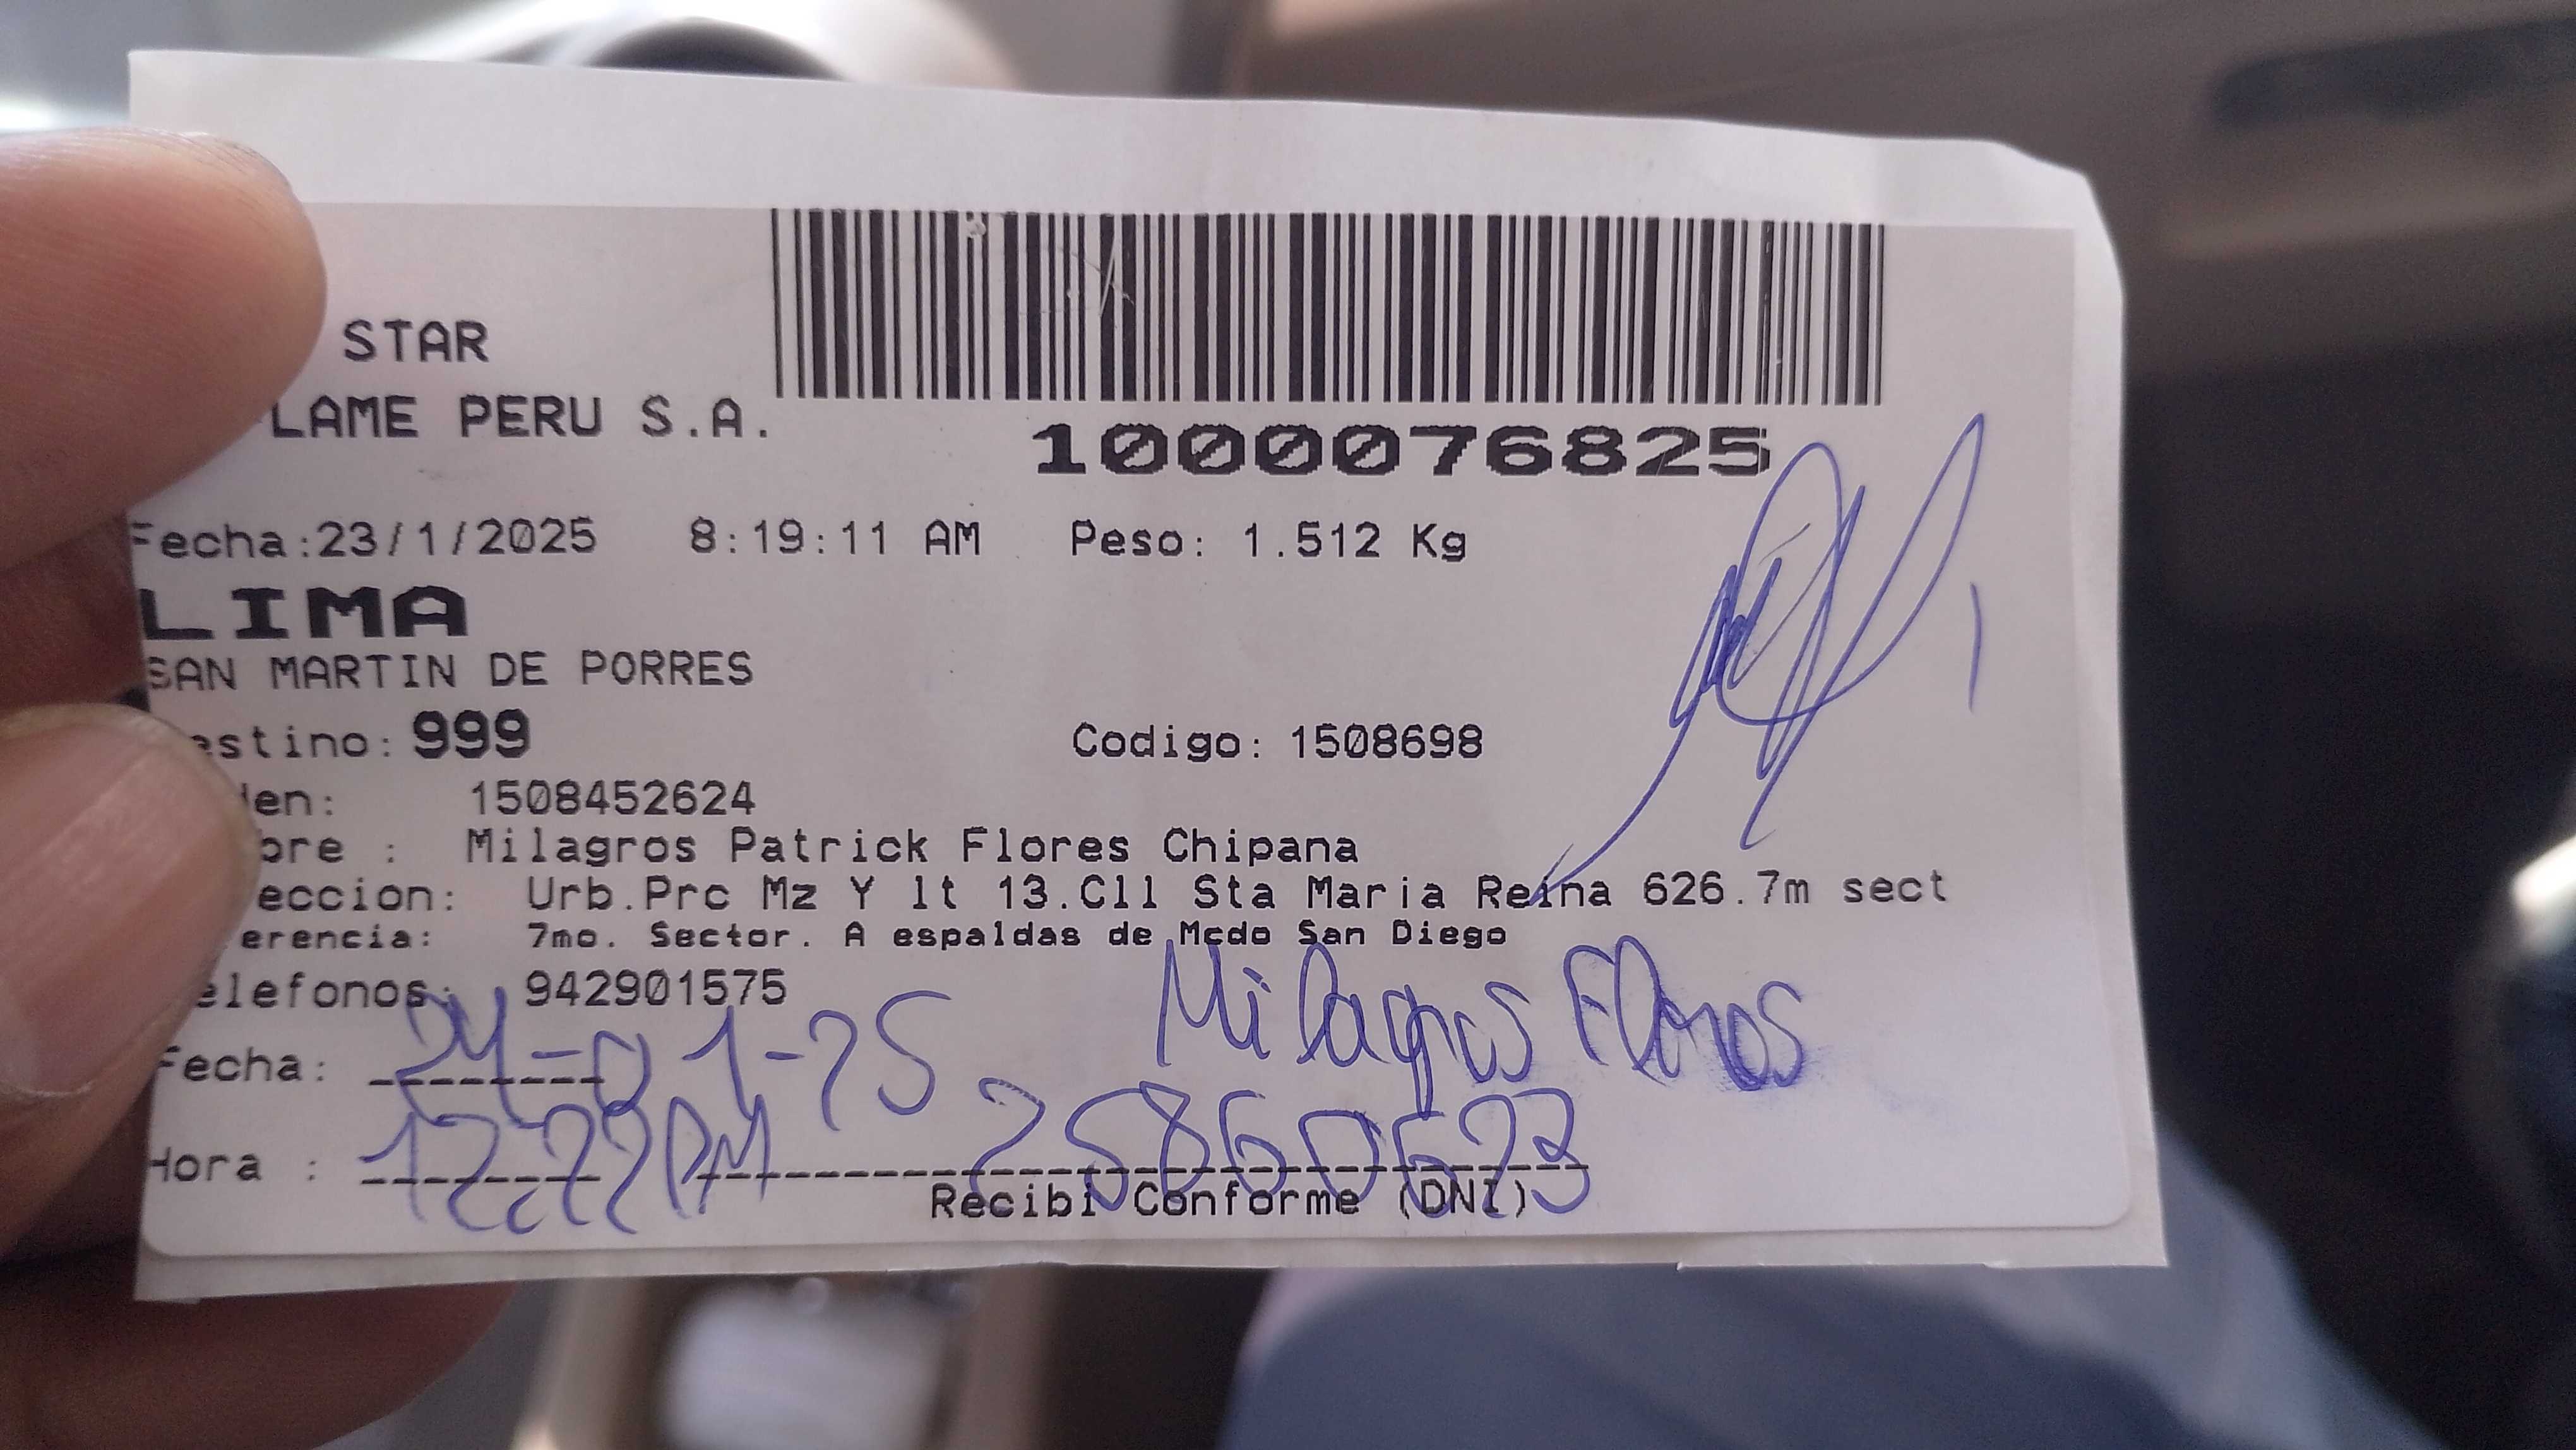 STAR
LAME PERU S.A.
1000076825
Fecha:23/1/2025 8:19:11 AM Peso: 1.512 Kg
LIMA
SAN MARTIN DE PORRES
estino: 999 Codigo: 1508698
den: 1508452624
bre : Milagros Patrick Flores Chipana
eccion: Urb.Prc Mz Y lt 13.Cll Sta Maria Reina 626.7m sect
erencia: 7mo. Sector. A espaldas de Mcdo San Diego
elefonos: 942901575
Milagros Flores
Fecha: 24-01-25
Hora : 12:22PM 25860673
Recibi Conforme (DNI)